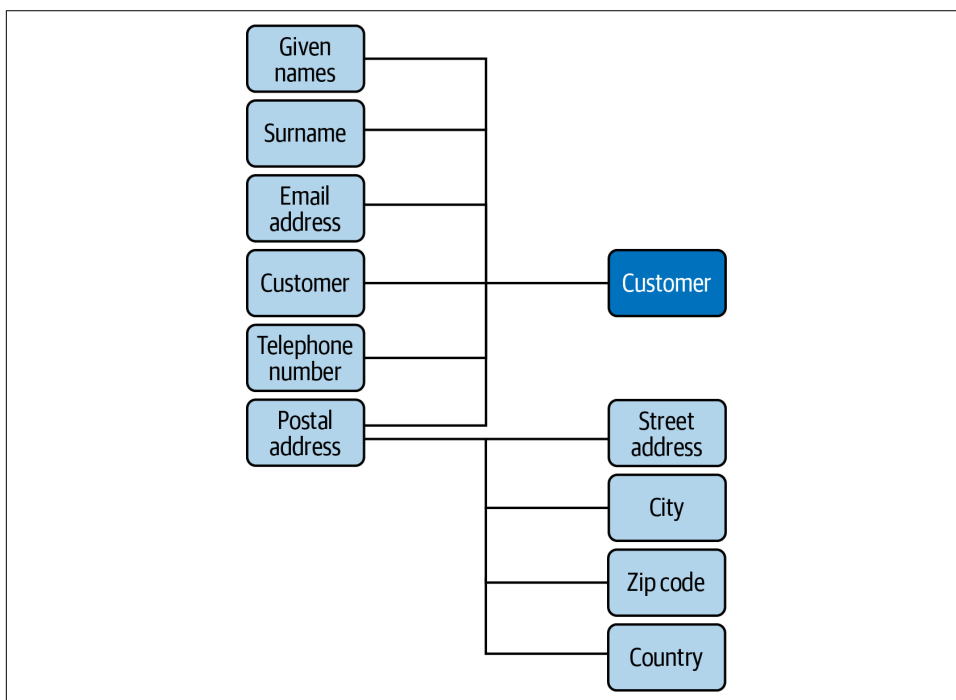 Given
names
Surname
Email
address
Customer
Customer
Telephone
number
Postal
address
Street
address
City
Zip code
Country